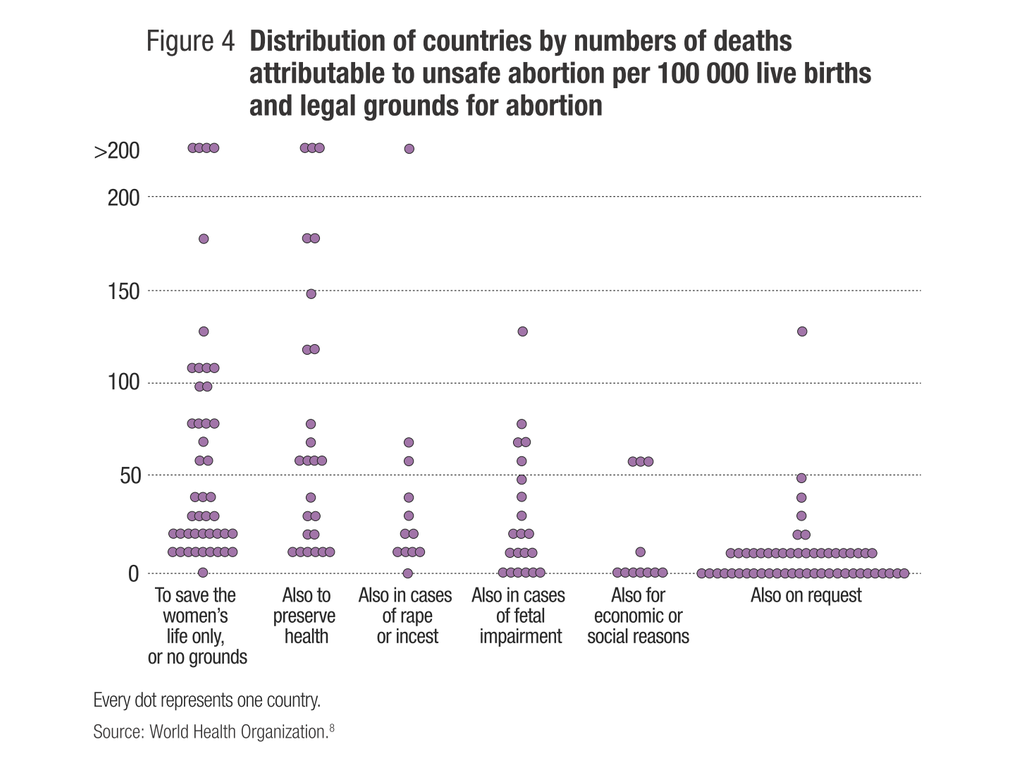 Figure 4 Distribution of countries by numbers of deaths
attributable to unsafe abortion per 100 000 live births
and legal grounds for abortion
>200
200
150
100
50
0
To save the
women's
life only,
or no grounds
Also to
preserve
health
Also in cases
of rape
or incest
Also in cases
of fetal
impairment
Also for
economic or
social reasons
Also on request
Every dot represents one country.
Source: World Health Organization.⁸